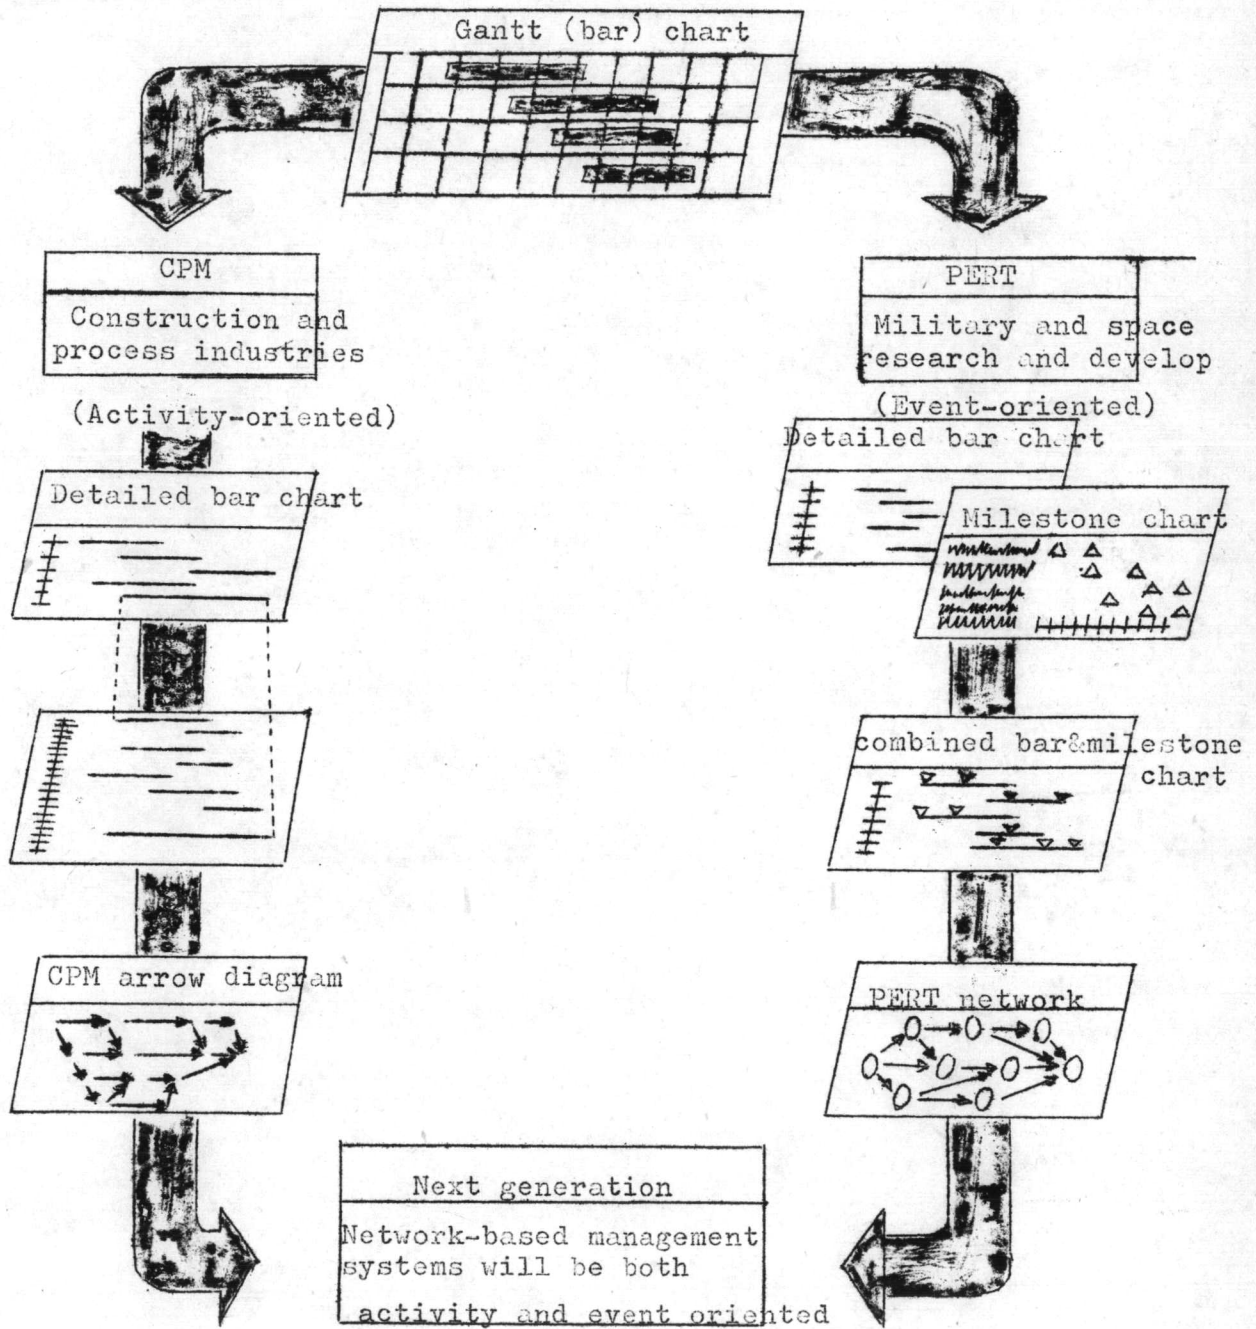 Gantt (bar) chart
CPM
Construction and
process industries
(Activity-oriented)
Detailed bar chart
CPM arrow diagram
PERT
Military and space
research and develop
(Event-oriented)
Detailed bar chart
Milestone chart
combined bar&milestone
chart
PERT network
Next generation
Network-based management
systems will be both
activity and event oriented